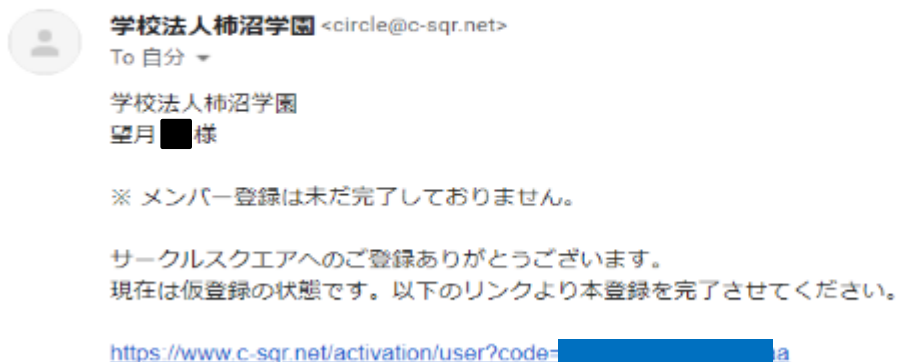 学校法人柿沼学園 <circle@c-sqr.net>
To 自分
学校法人柿沼学園
望月 様
※ メンバー登録は未だ完了しておりません。
サークルスクエアへのご登録ありがとうございます。
現在は仮登録の状態です。以下のリンクより本登録を完了させてください。
https://www.c-sqr.net/activation/user?code= a